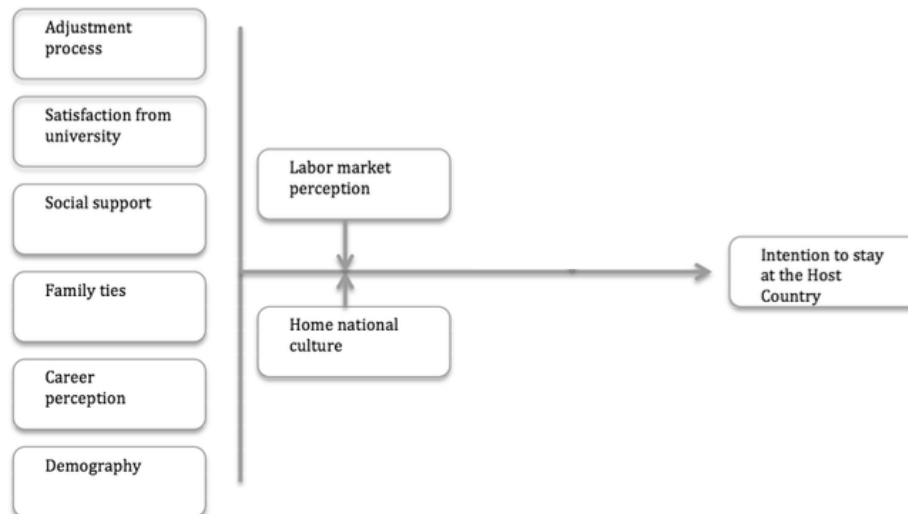 Adjustment
process
Satisfaction from
university
Social support
Family ties
Career
perception
Demography
Labor market
perception
Home national
culture
Intention to stay
at the Host
Country